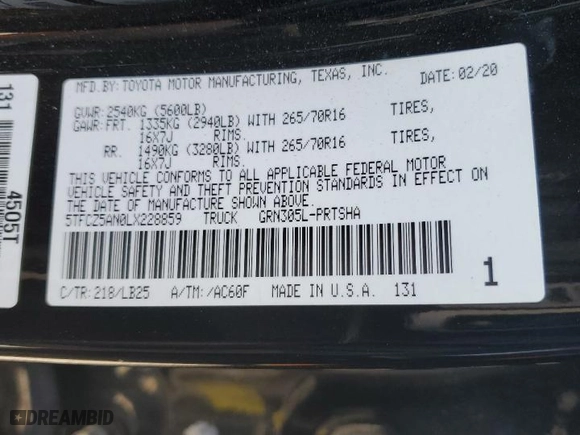 MFD.BY:TOYOTA MOTOR MANUFACTURING, TEXAS, INC. DATE:02/20
GVWR:2540KG (5600LB)
GAWR:FRT. 1335KG (2940LB) WITH 265/70R16 TIRES,
16X7J RIMS.
RR. 1490KG (3280LB) WITH 265/70R16 TIRES,
16X7J RIMS.
THIS VEHICLE CONFORMS TO ALL APPLICABLE FEDERAL MOTOR
VEHICLE SAFETY AND THEFT PREVENTION STANDARDS IN EFFECT ON
THE DATE OF MANUFACTURE SHOWN ABOVE.
5TFCZ5AN0LX228859 TRUCK GRN305L-PRTSHA
1
C/TR:218/LB25 A/TM:/AC60F MADE IN U.S.A. 131
131
4505T
DREAMBID